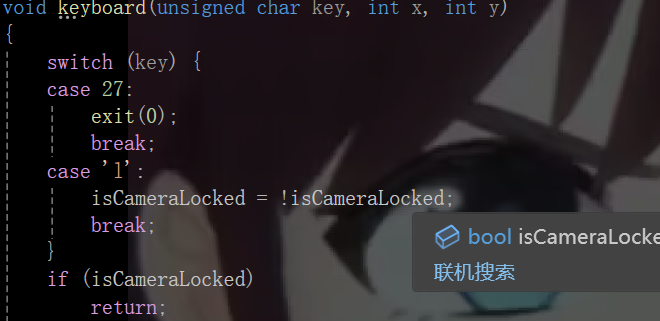 void keyboard(unsigned char key, int x, int y)
{
switch (key) {
case 27:
exit(0);
break;
case 'l':
isCameraLocked = !isCameraLocked;
break;
}
if (isCameraLocked)
return;
bool isCameraLocke
联机搜索